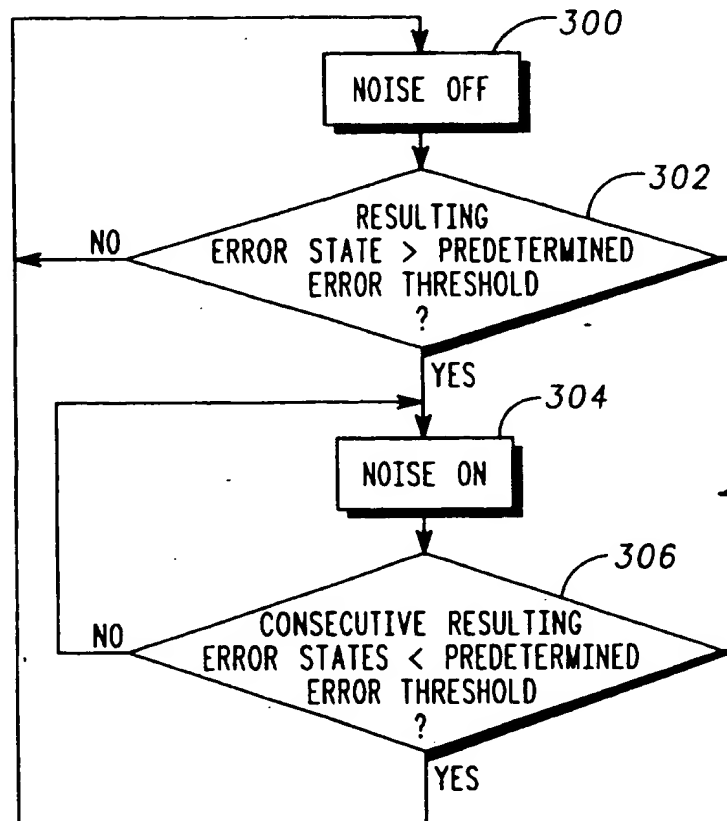 300
NOISE OFF
302
RESULTING
ERROR STATE > PREDETERMINED
ERROR THRESHOLD
?
NO
YES
304
NOISE ON
306
CONSECUTIVE RESULTING
ERROR STATES < PREDETERMINED
ERROR THRESHOLD
?
NO
YES